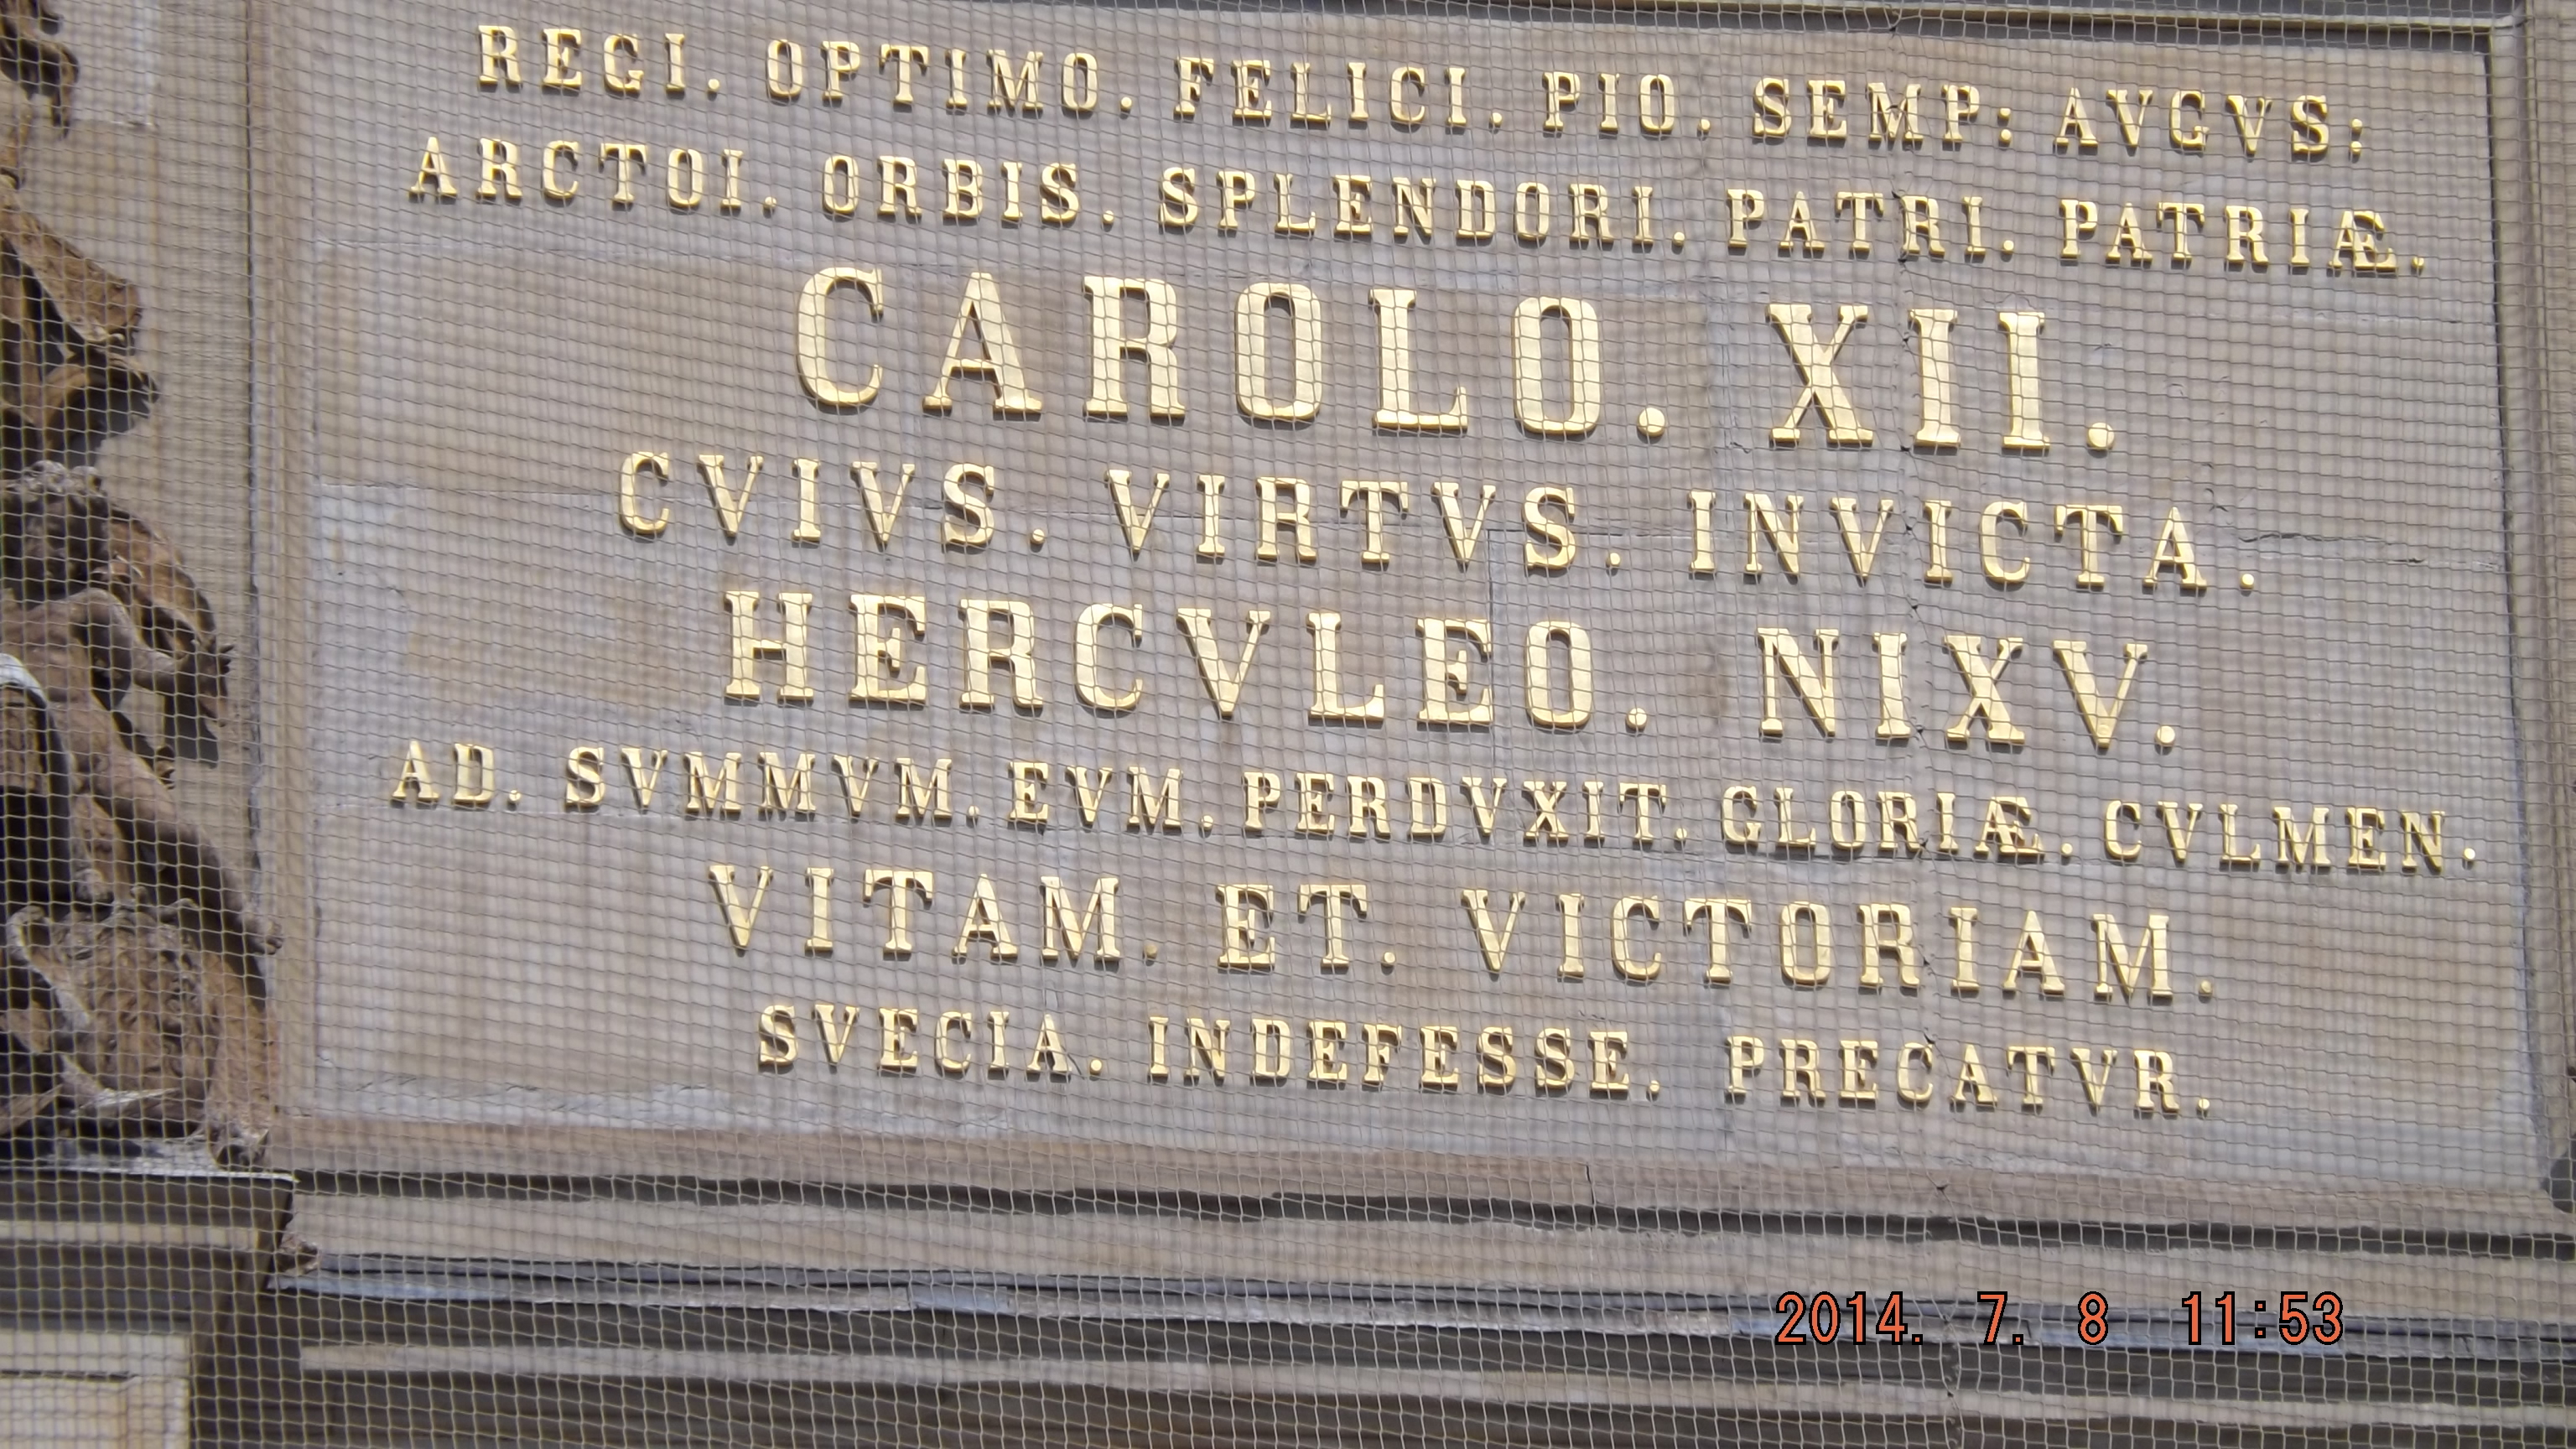 REGI. OPTIMO. FELICI. PIO. SEMP: AVGVS:
ARCTOI. ORBIS. SPLENDORI. PATRI. PATRIÆ.
CAROLO. XII.
CVIVS. VIRTVS. INVICTA.
HERCVLEO. NIXV.
AD. SVMMVM. EVM. PERDVXIT. GLORIÆ. CVLMEN.
VITAM. ET. VICTORIAM.
SVECIA. INDEFESSE. PRECATVR.
2014. 7. 8 11:53